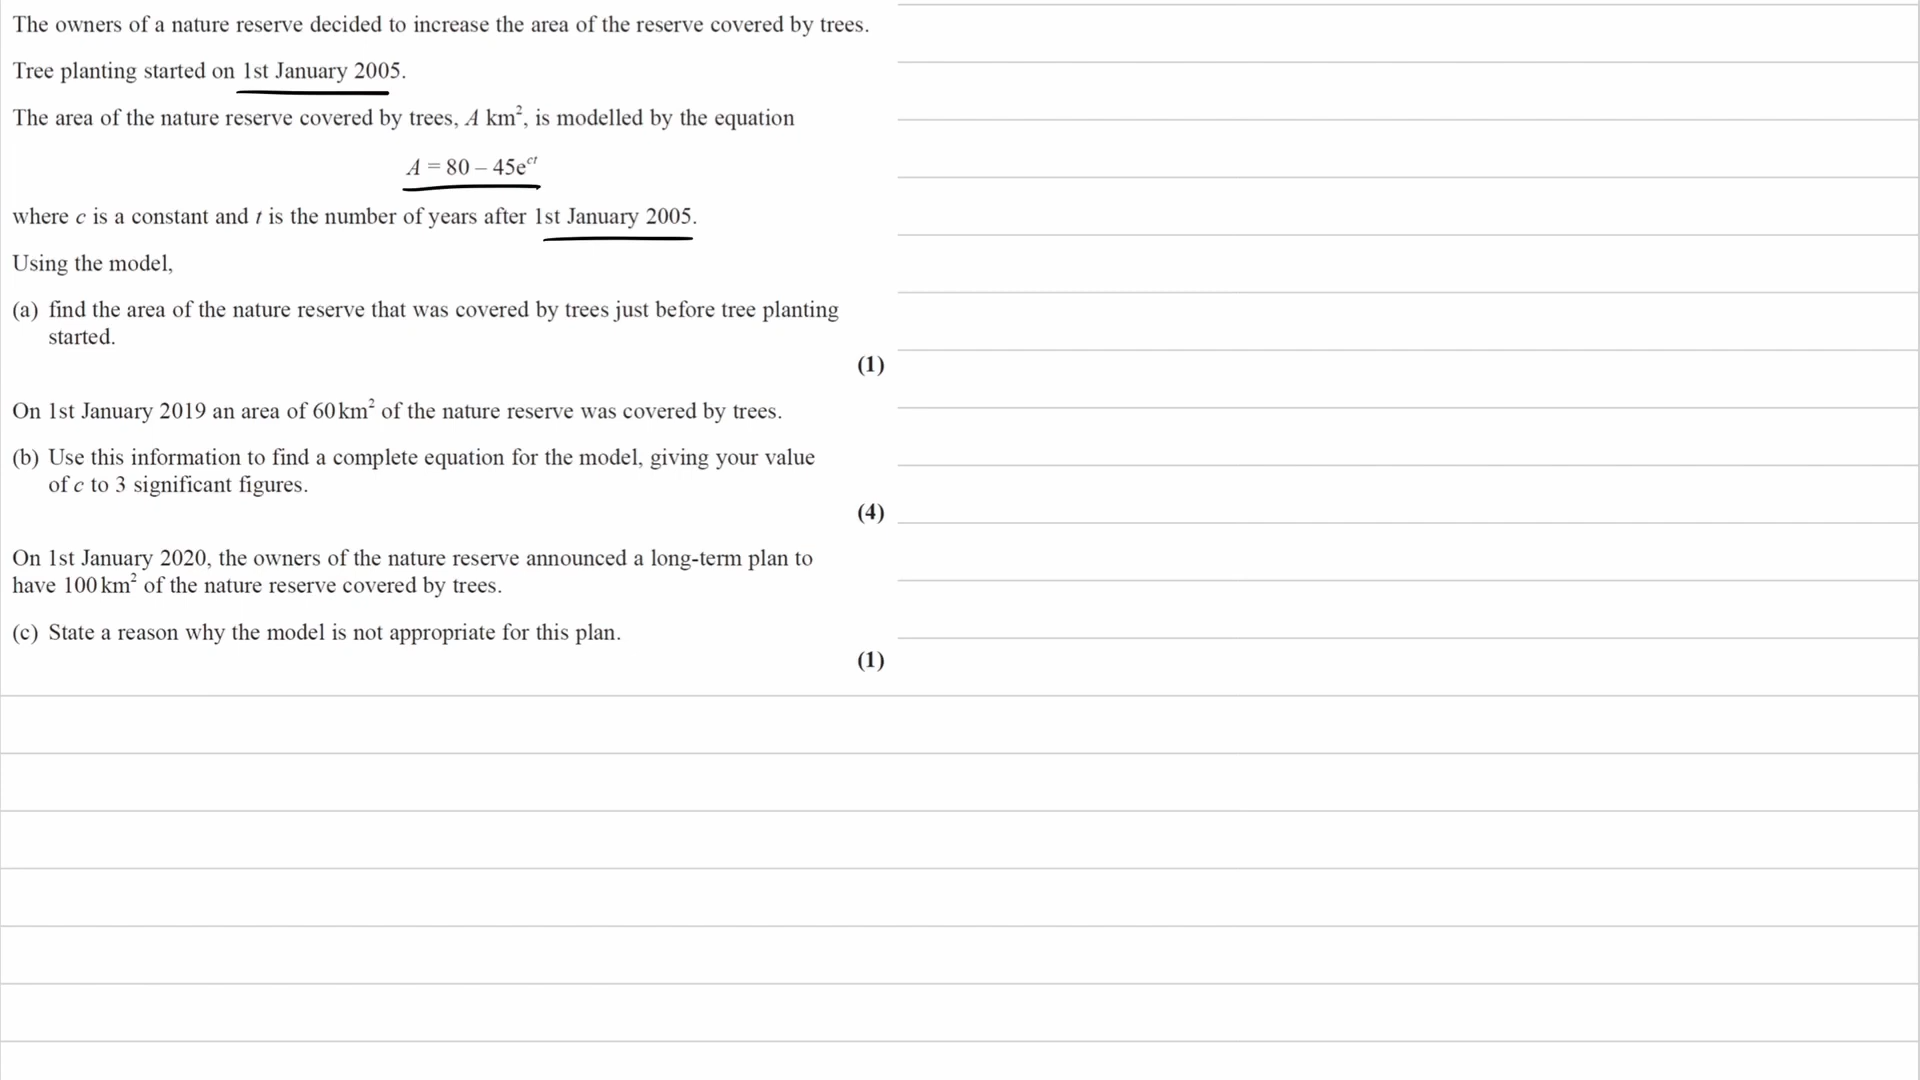 The owners of a nature reserve decided to increase the area of the reserve covered by trees.
Tree planting started on 1st January 2005.
The area of the nature reserve covered by trees, A km², is modelled by the equation
A = 80 – 45eᶜᵗ
where c is a constant and t is the number of years after 1st January 2005.
Using the model,
(a) find the area of the nature reserve that was covered by trees just before tree planting
started.
(1)
On 1st January 2019 an area of 60 km² of the nature reserve was covered by trees.
(b) Use this information to find a complete equation for the model, giving your value
of c to 3 significant figures.
(4)
On 1st January 2020, the owners of the nature reserve announced a long-term plan to
have 100 km² of the nature reserve covered by trees.
(c) State a reason why the model is not appropriate for this plan.
(1)